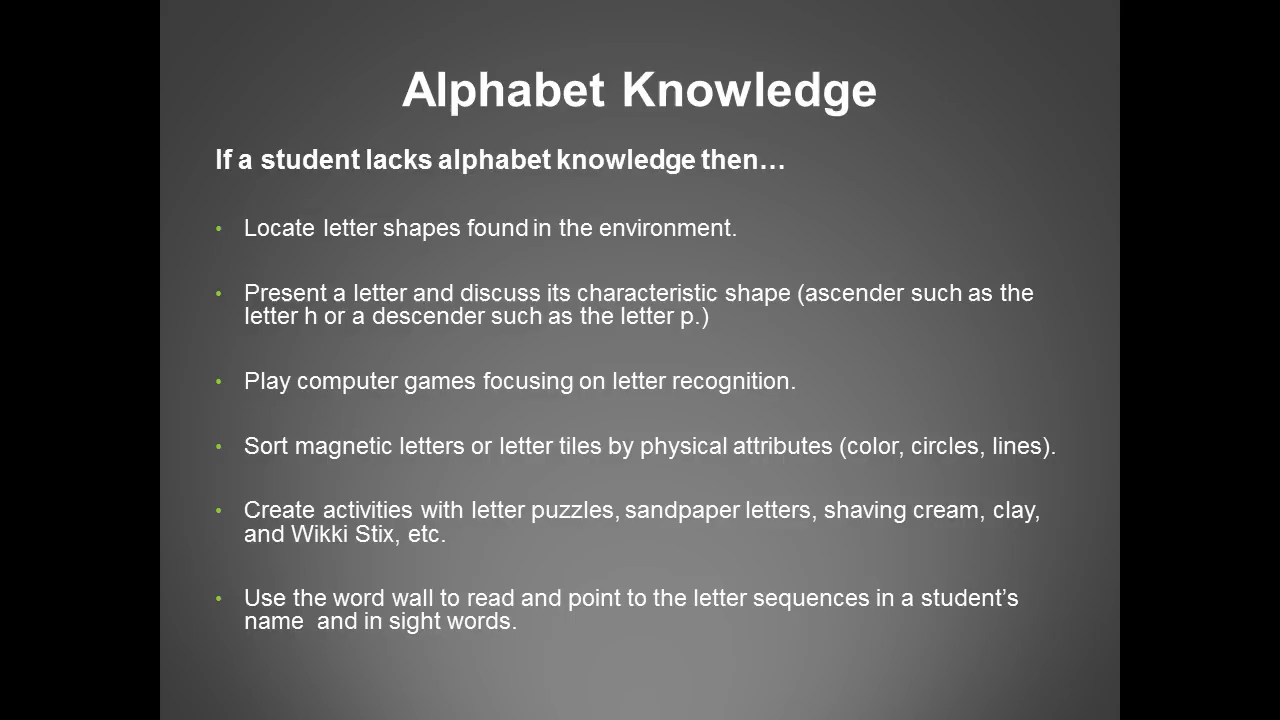 Alphabet Knowledge
If a student lacks alphabet knowledge then…
• Locate letter shapes found in the environment.
• Present a letter and discuss its characteristic shape (ascender such as the
letter h or a descender such as the letter p.)
• Play computer games focusing on letter recognition.
• Sort magnetic letters or letter tiles by physical attributes (color, circles, lines).
• Create activities with letter puzzles, sandpaper letters, shaving cream, clay,
and Wikki Stix, etc.
• Use the word wall to read and point to the letter sequences in a student’s
name  and in sight words.